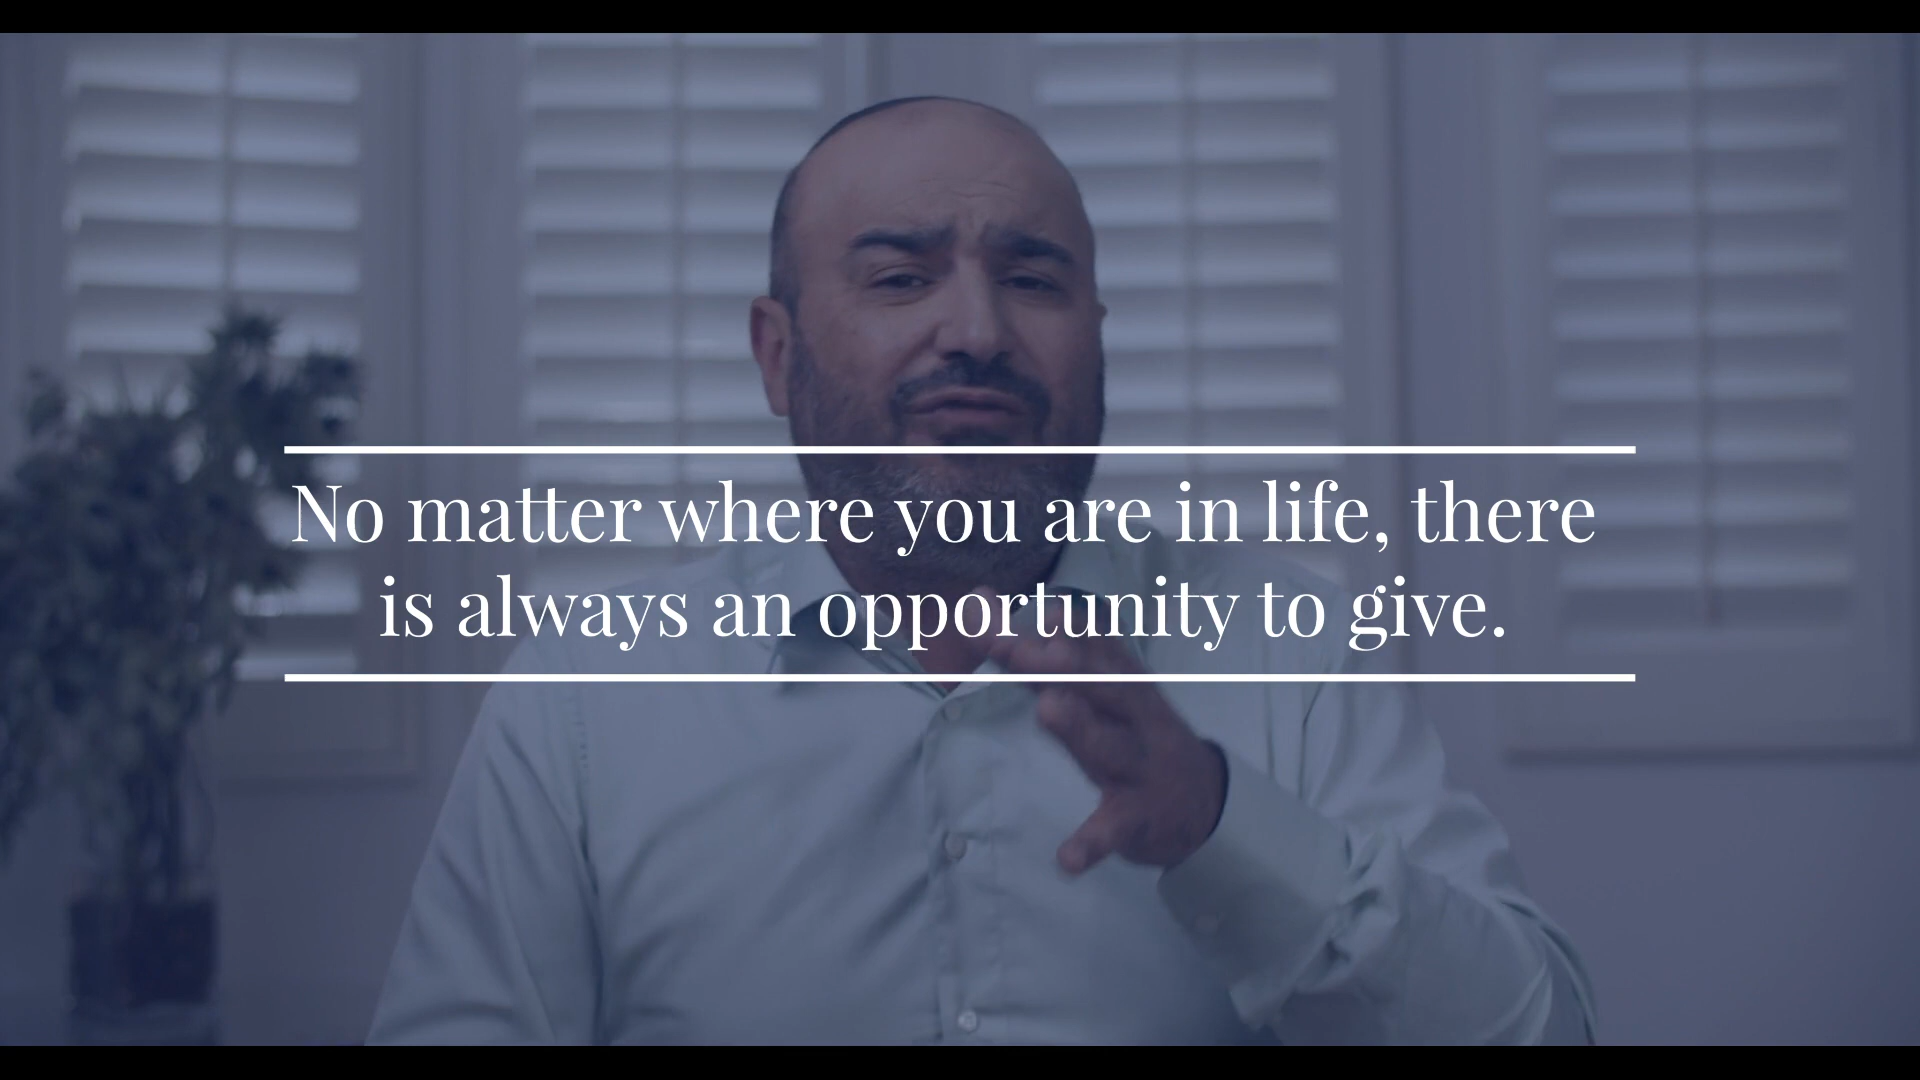 No matter where you are in life, there
is always an opportunity to give.